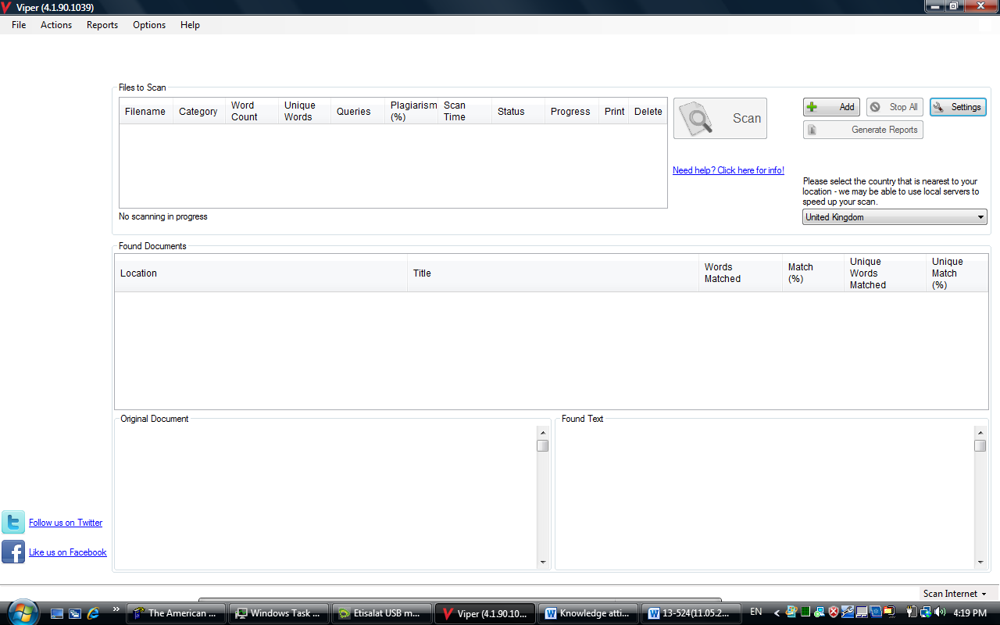 Viper (4.1.90.1039)
File Actions Reports Options Help
Files to Scan
Filename Category Word Count Unique Words Queries Plagiarism (%) Scan Time Status Progress Print Delete
Scan
Add Stop All Settings
Generate Reports
Need help? Click here for info!
Please select the country that is nearest to your
location - we may be able to use local servers to
speed up your scan.
United Kingdom
No scanning in progress
Found Documents
Location Title Words Matched Match (%) Unique Words Matched Unique Match (%)
Original Document
Found Text
Follow us on Twitter
Like us on Facebook
Scan Internet
The American ... Windows Task ... Etisalat USB m... Viper (4.1.90.10... Knowledge atti... 13-524(11.05.2... EN 4:19 PM